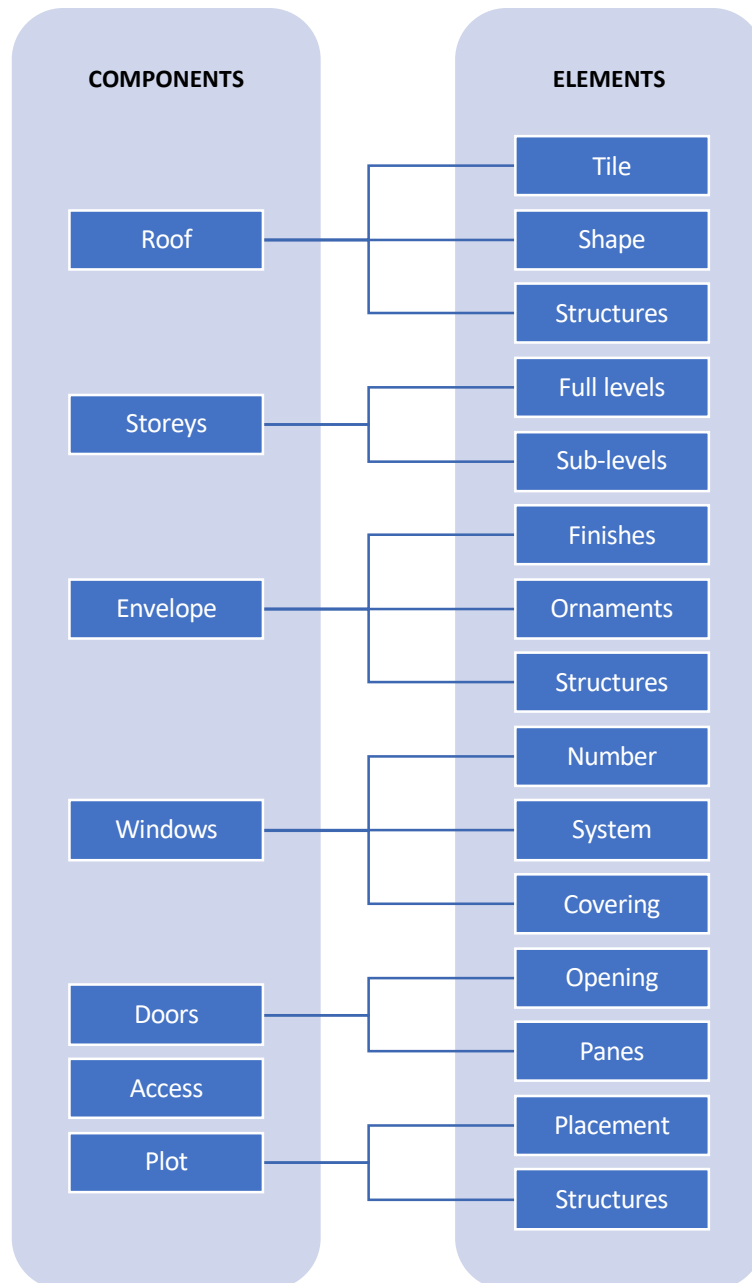 COMPONENTS
ELEMENTS
Roof
Tile
Shape
Structures
Storeys
Full levels
Sub-levels
Envelope
Finishes
Ornaments
Structures
Windows
Number
System
Covering
Doors
Opening
Panes
Access
Plot
Placement
Structures